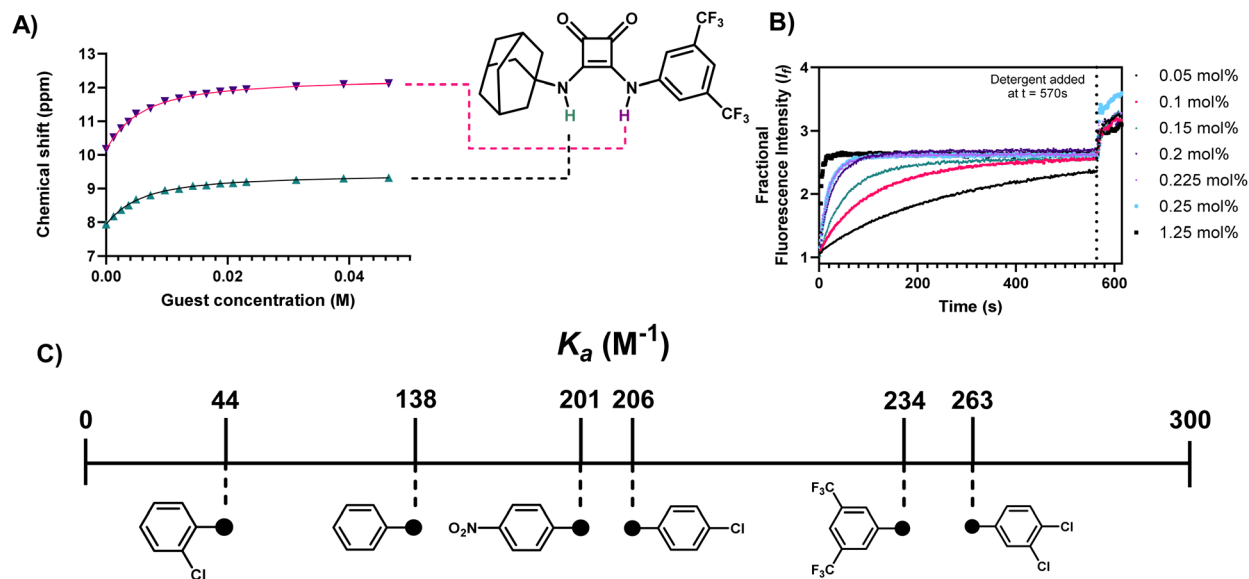 A)
Chemical shift (ppm)
13
12
11
10
9
8
7
0.00
0.02
0.04
Guest concentration (M)
O
O
N
H
N
H
CF₃
CF₃
B)
Fractional
Fluorescence Intensity (If)
4
3
2
1
0
200
400
600
Time (s)
Detergent added
at t = 570s
0.05 mol%
0.1 mol%
0.15 mol%
0.2 mol%
0.225 mol%
0.25 mol%
1.25 mol%
C)
Kₐ (M⁻¹)
0
44
138
201
206
234
263
300
Cl
O₂N
Cl
F₃C
CF₃
Cl
Cl